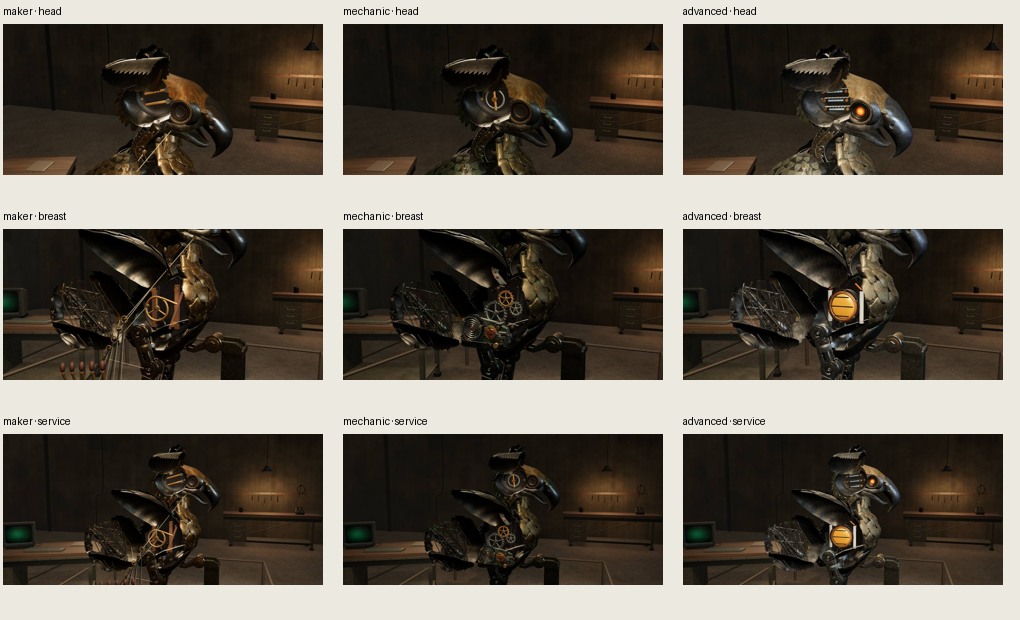 maker·head
mechanic·head
advanced·head
maker·breast
mechanic·breast
advanced·breast
maker·service
mechanic·service
advanced·service